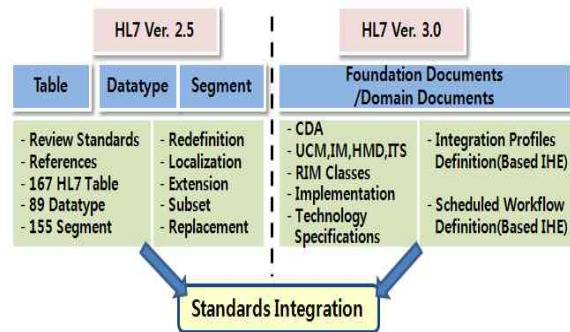 HL7 Ver. 2.5
HL7 Ver. 3.0
Table
Datatype
Segment
Foundation Documents
/Domain Documents
- Review Standards
- References
- 167 HL7 Table
- 89 Datatype
- 155 Segment
- Redefinition
- Localization
- Extension
- Subset
- Replacement
- CDA
- UCM,IM,HMD,ITS
- RIM Classes
- Implementation
- Technology
Specifications
- Integration Profiles
Definition(Based IHE)
- Scheduled Workflow
Definition(Based IHE)
Standards Integration